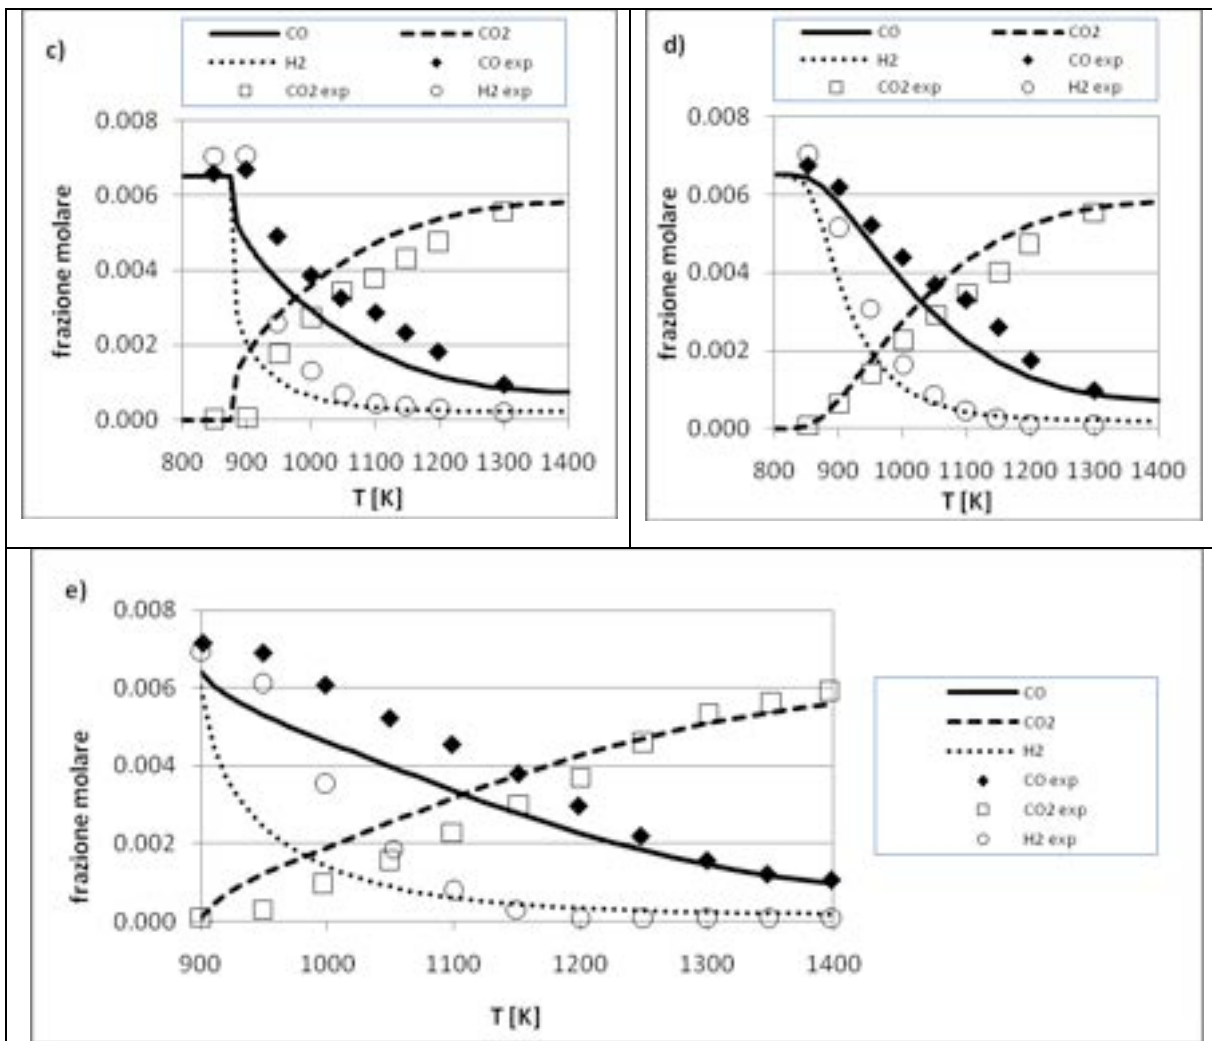 c)
CO CO2
H2 CO exp
CO2 exp H2 exp
0.008
0.006
0.004
0.002
0.000
frazione molare
800 900 1000 1100 1200 1300 1400
T [K]
d)
CO CO2
H2 CO exp
CO2 exp H2 exp
0.008
0.006
0.004
0.002
0.000
frazione molare
800 900 1000 1100 1200 1300 1400
T [K]
e)
0.008
0.006
0.004
0.002
0.000
frazione molare
900 1000 1100 1200 1300 1400
T [K]
CO
CO2
H2
CO exp
CO2 exp
H2 exp